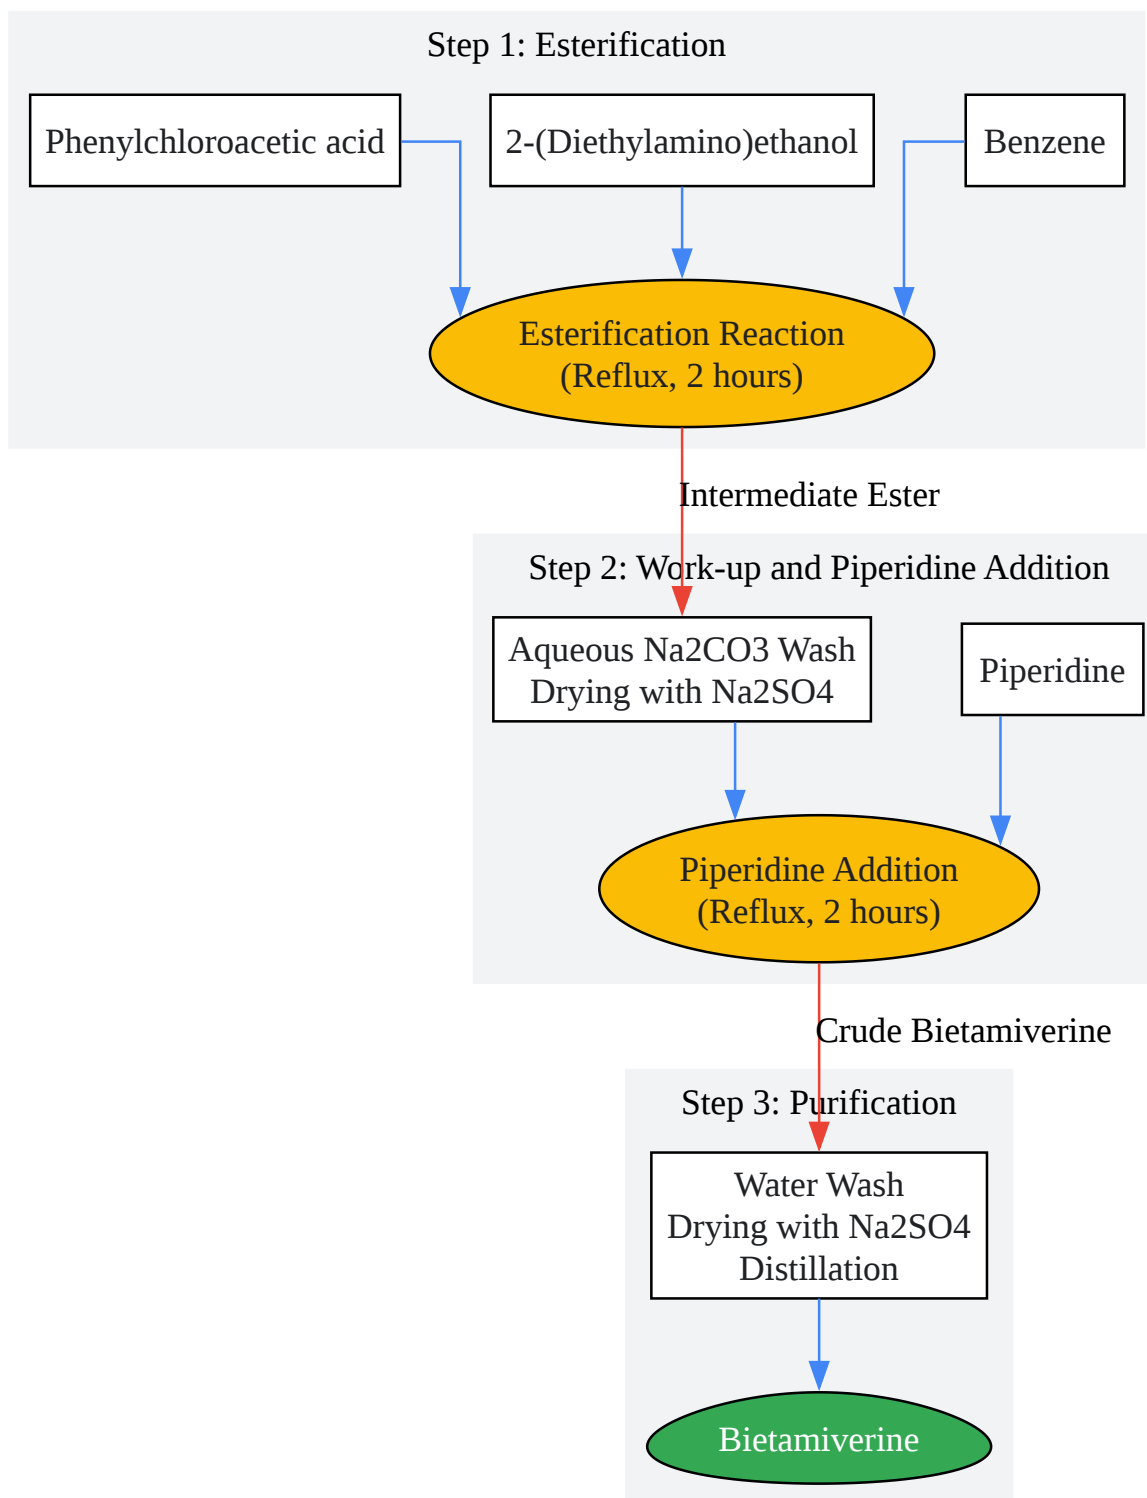 Step 1: Esterification
Phenylchloroacetic acid
2-(Diethylamino)ethanol
Benzene
Esterification Reaction
(Reflux, 2 hours)
Intermediate Ester
Step 2: Work-up and Piperidine Addition
Aqueous Na2CO3 Wash
Drying with Na2SO4
Piperidine
Piperidine Addition
(Reflux, 2 hours)
Crude Bietamiverine
Step 3: Purification
Water Wash
Drying with Na2SO4
Distillation
Bietamiverine